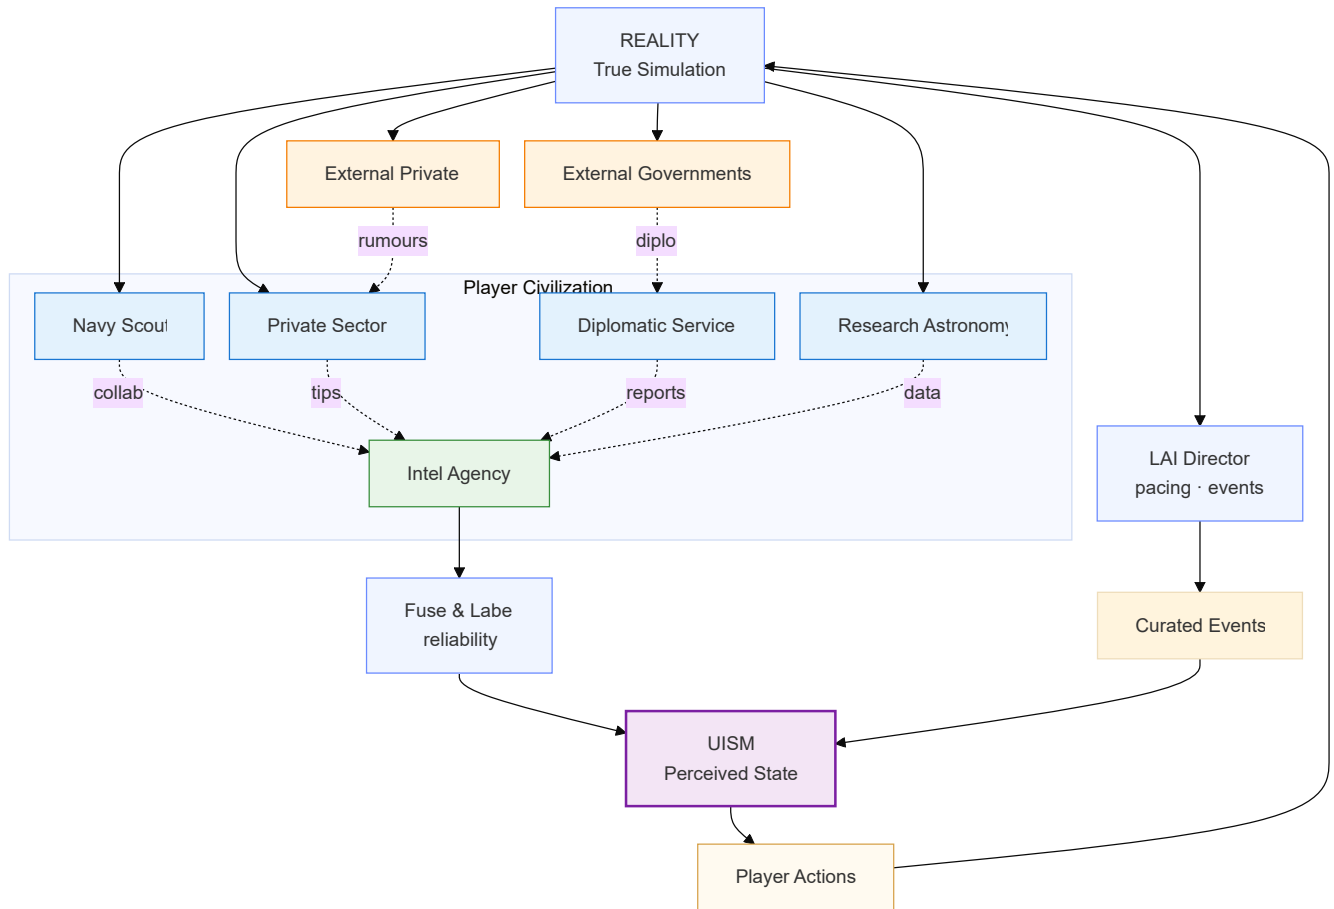 REALITY
True Simulation
External Private
External Governments
rumours
diplo
Player Civilization
Navy Scout
Private Sector
Diplomatic Service
Research Astronomy
collab
tips
reports
data
Intel Agency
LAI Director
pacing · events
Fuse & Labe
reliability
Curated Events
UISM
Perceived State
Player Actions